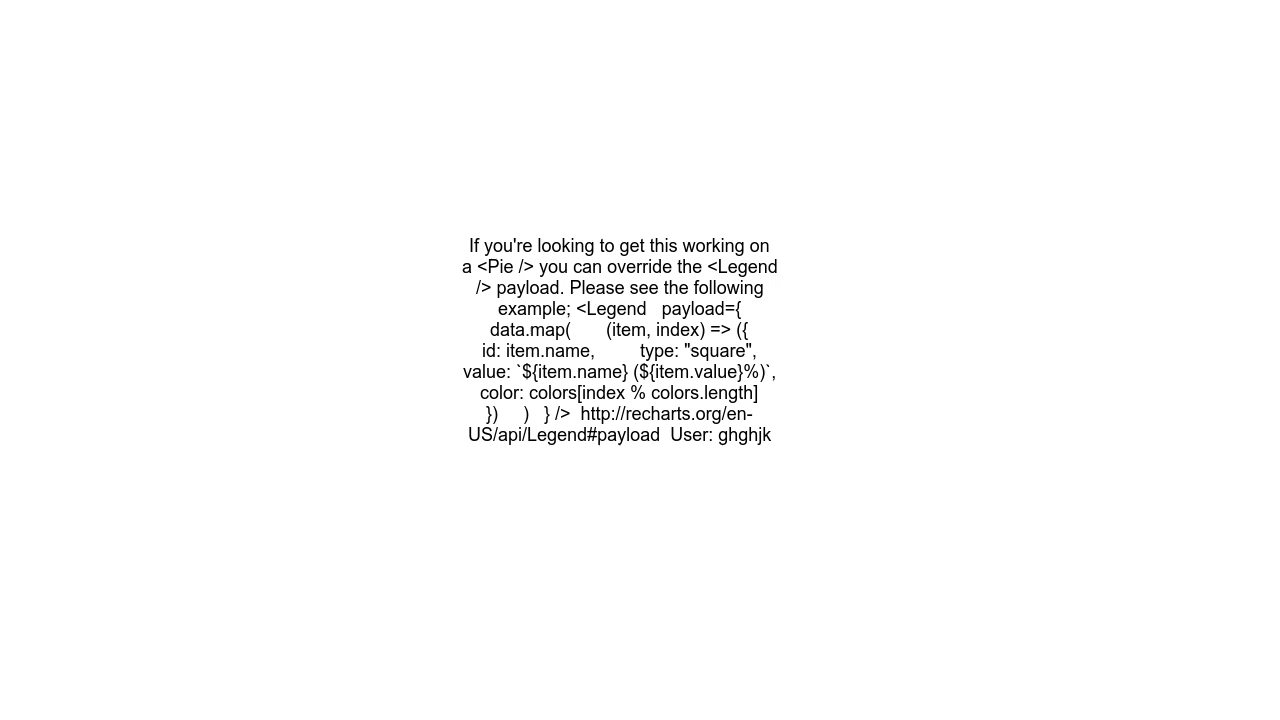 If you're looking to get this working on
a <Pie /> you can override the <Legend
/> payload. Please see the following
example; <Legend   payload={
data.map(       (item, index) => ({
id: item.name,         type: "square",
value: `${item.name} (${item.value}%)`,
color: colors[index % colors.length]
})     )   } />  http://recharts.org/en-
US/api/Legend#payload  User: ghghjk